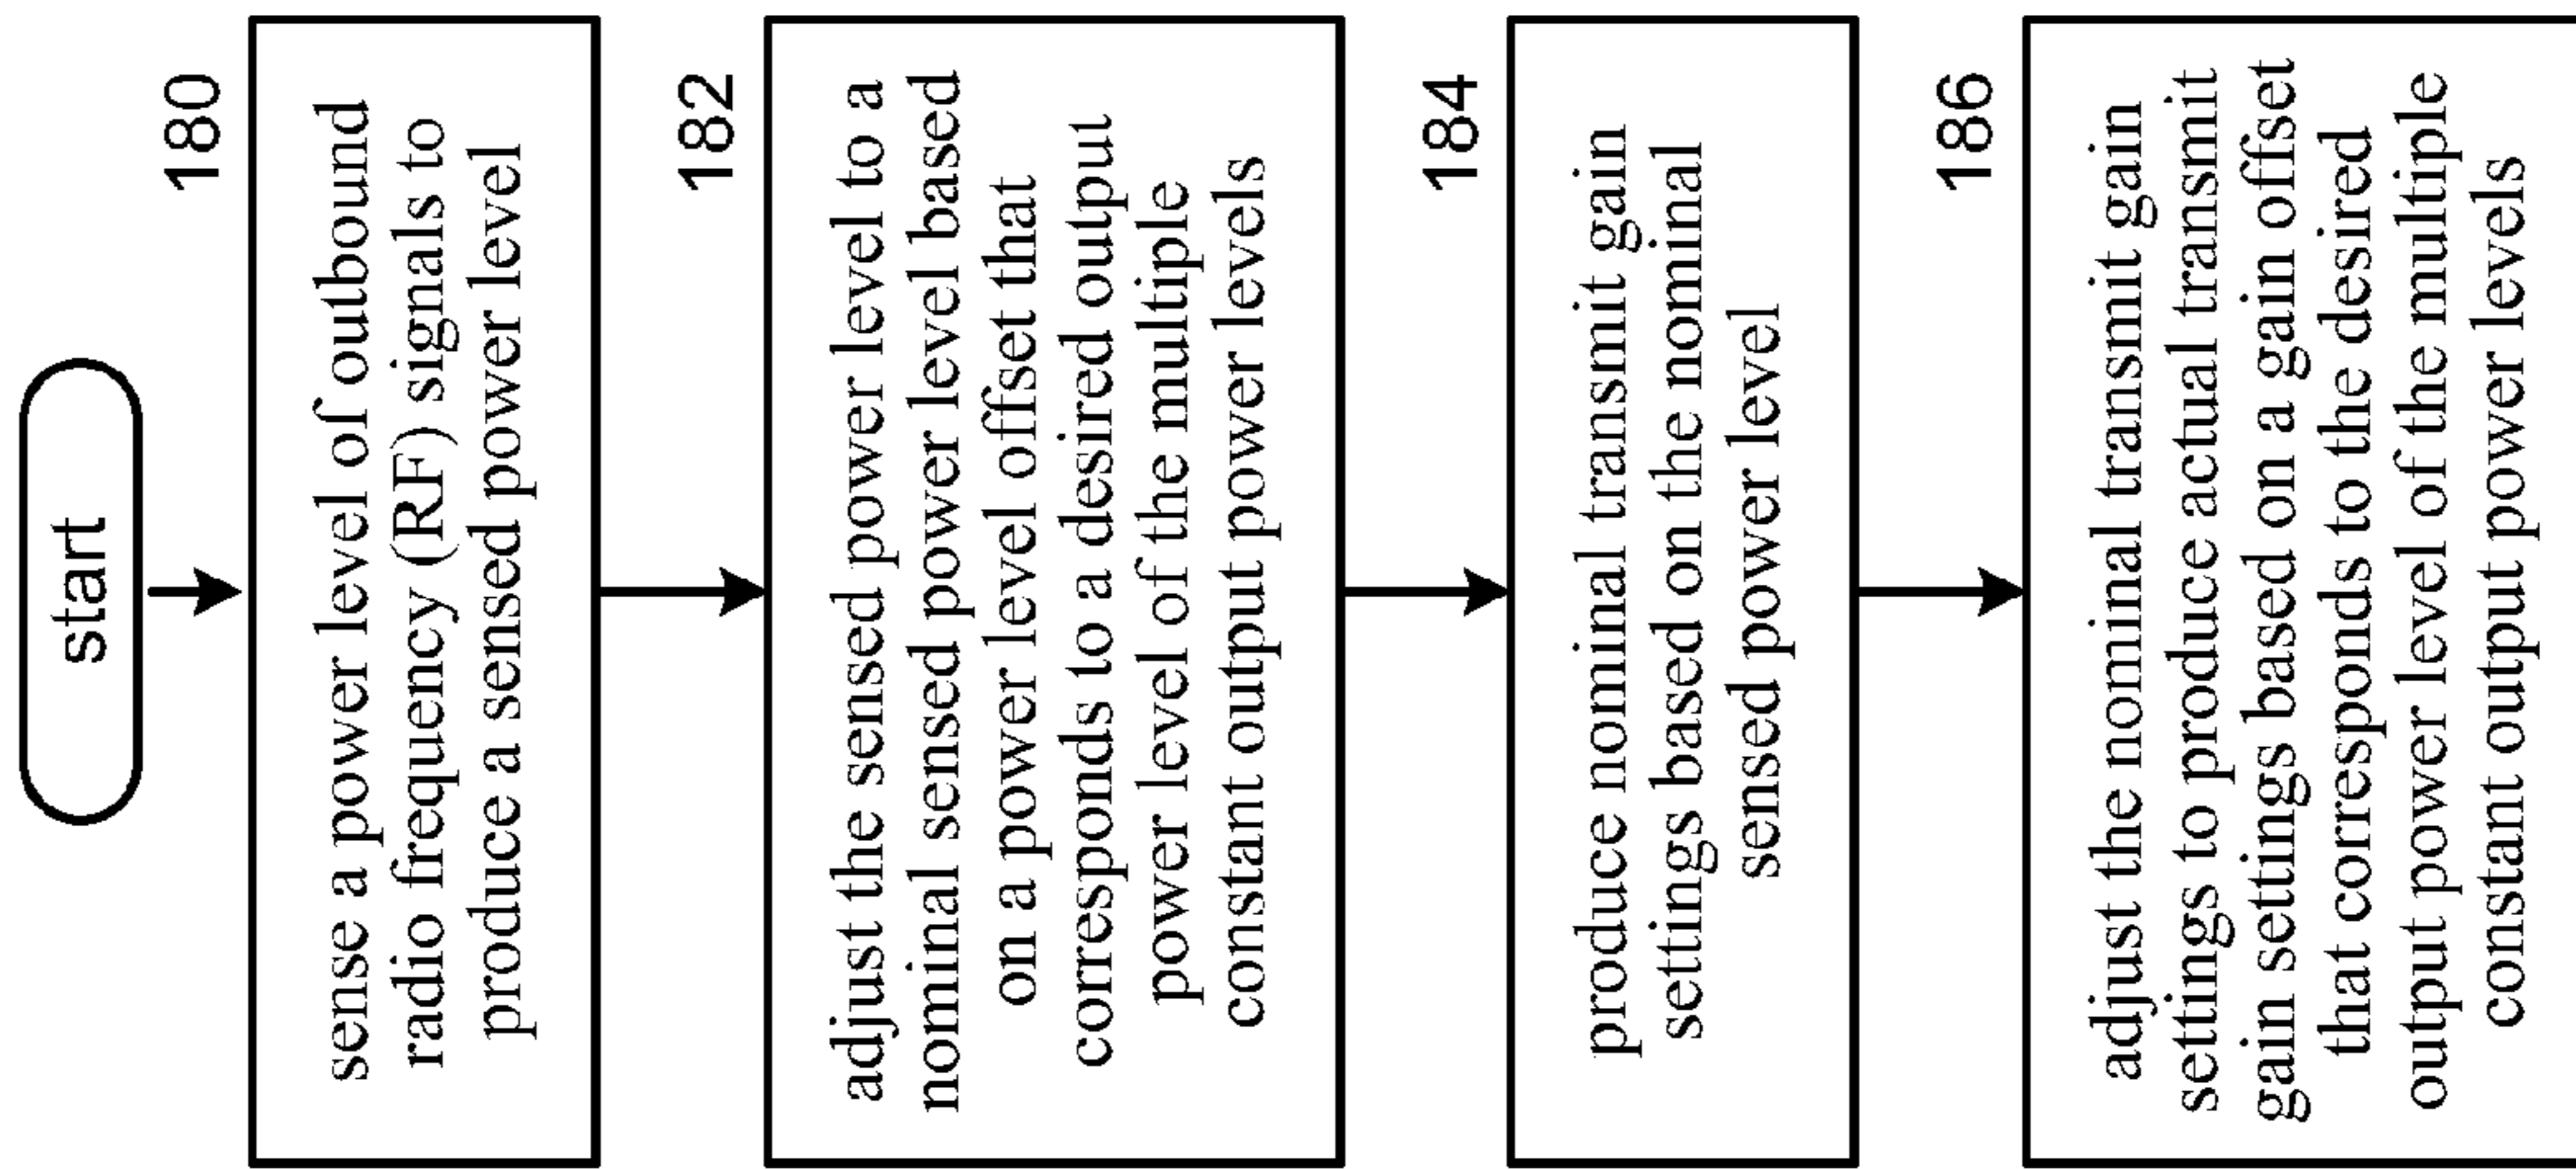 start
180
sense a power level of outbound
radio frequency (RF) signals to
produce a sensed power level
182
adjust the sensed power level to a
nominal sensed power level based
on a power level offset that
corresponds to a desired output
power level of the multiple
constant output power levels
184
produce nominal transmit gain
settings based on the nominal
sensed power level
186
adjust the nominal transmit gain
settings to produce actual transmit
gain settings based on a gain offset
that corresponds to the desired
output power level of the multiple
constant output power levels